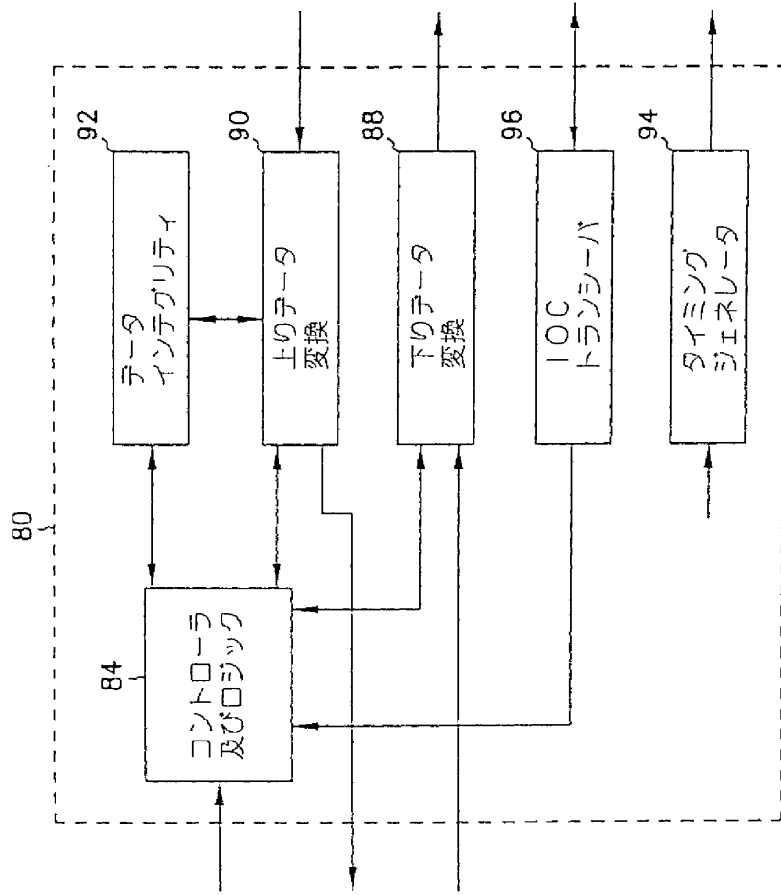 80
84
コントローラ
及びロジック
92
データ
インテグリティ
90
上りデータ
変換
88
下りデータ
変換
96
IOC
トランシーバ
94
タイミング
ジェネレータ